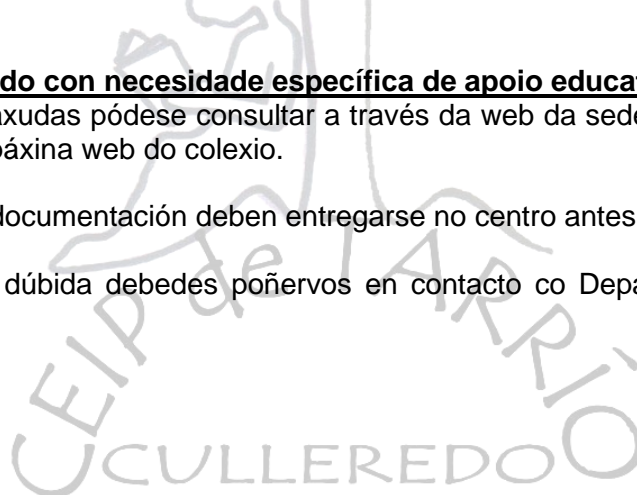 do con necesidade específica de apoio educat
axudas pódese consultar a través da web da sede
páxina web do colexio.
documentación deben entregarse no centro antes
dúbida debedes poñervos en contacto co Depa
CEIP de TARRÍO
CULLEREDO